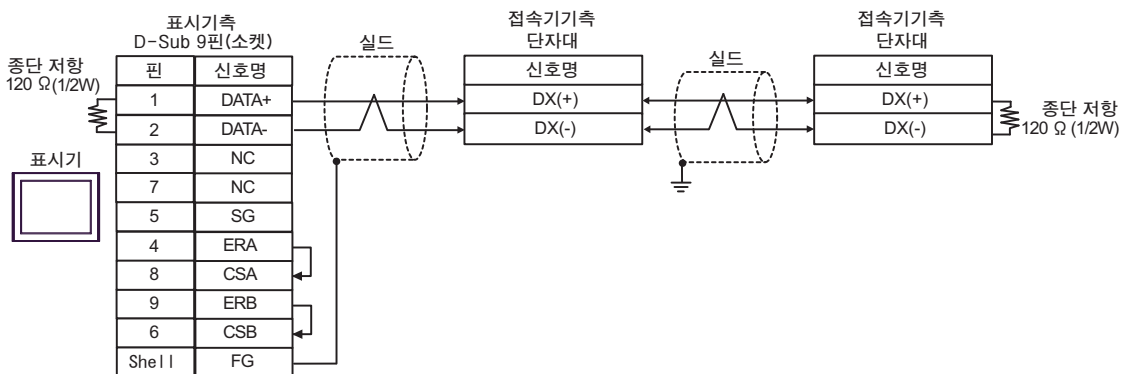 표시기측
D-Sub 9핀(소켓)
종단 저항
120 Ω(1/2W)
핀 신호명
1 DATA+
2 DATA-
3 NC
7 NC
5 SG
4 ERA
8 CSA
9 ERB
6 CSB
Shell FG
표시기
실드
접속기기측
단자대
신호명
DX(+)
DX(-)
실드
접속기기측
단자대
신호명
DX(+)
DX(-)
종단 저항
120 Ω (1/2W)